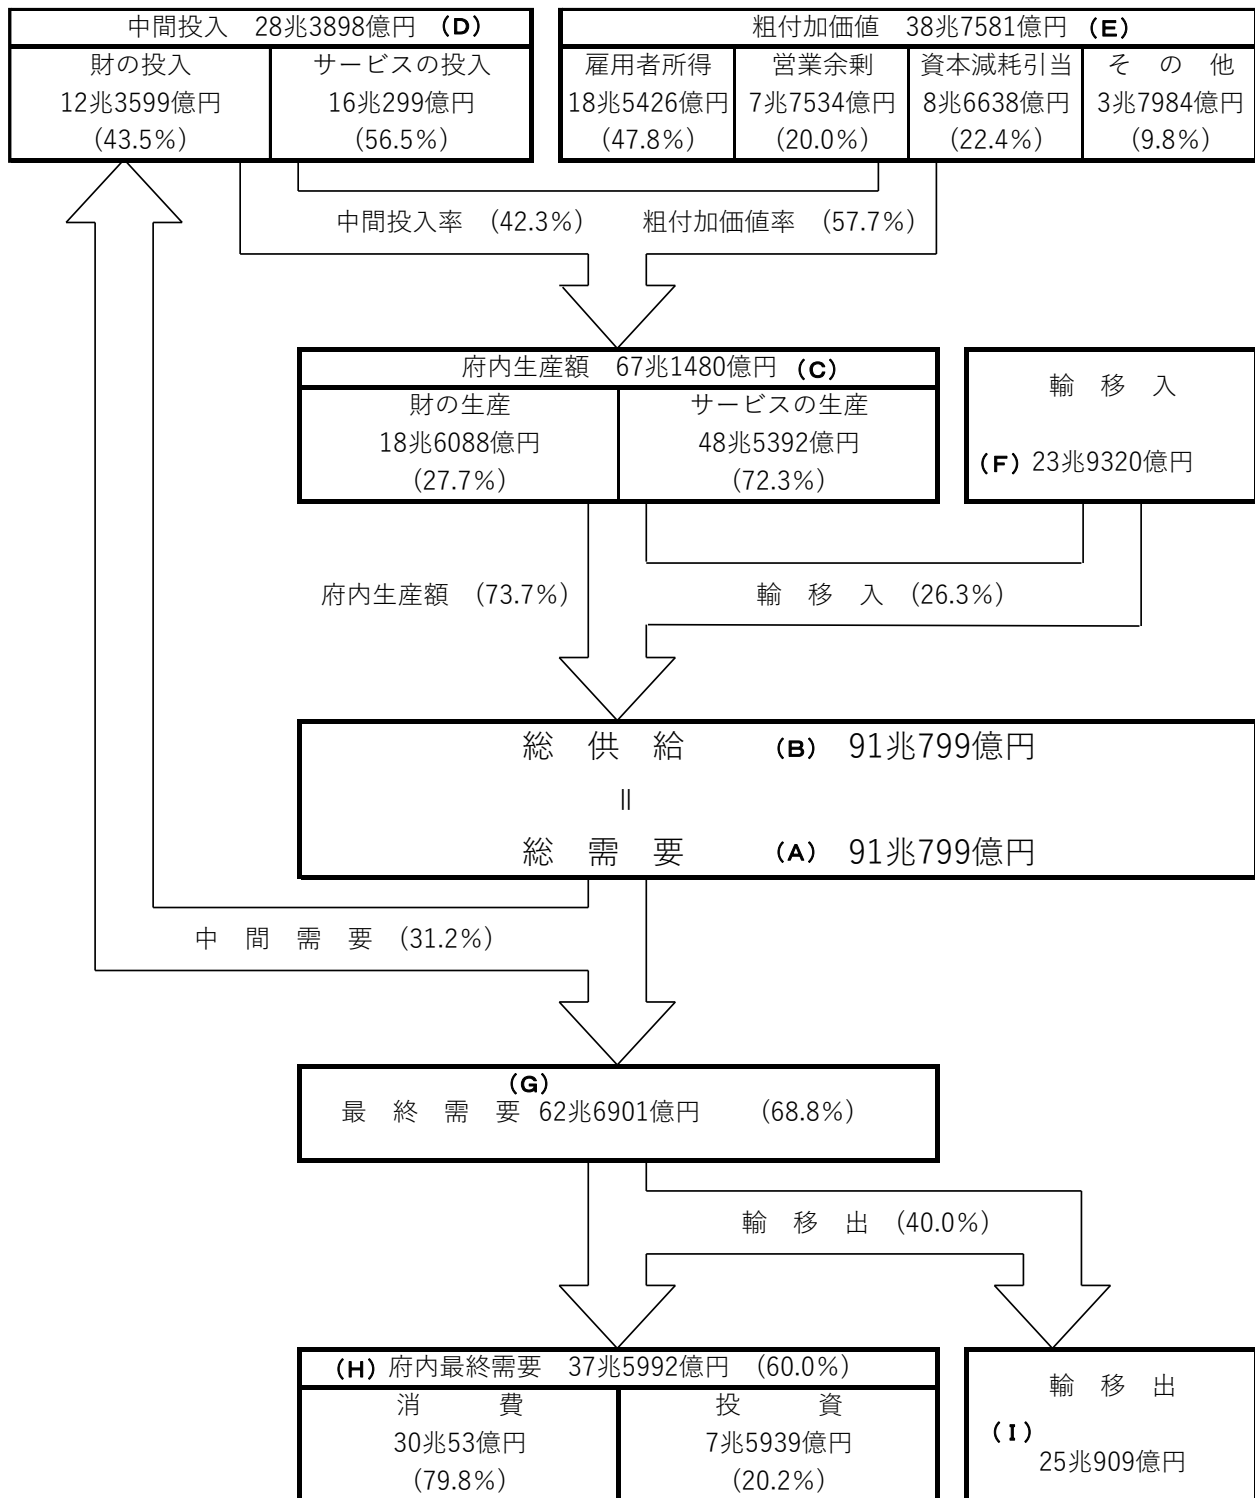 中間投入 28兆3898億円 (D)
財の投入
12兆3599億円
(43.5%)
サービスの投入
16兆299億円
(56.5%)
粗付加価値 38兆7581億円 (E)
雇用者所得
18兆5426億円
(47.8%)
営業余剰
7兆7534億円
(20.0%)
資本減耗引当
8兆6638億円
(22.4%)
そ の 他
3兆7984億円
(9.8%)
中間投入率 (42.3%)
粗付加価値率 (57.7%)
府内生産額 67兆1480億円 (C)
財の生産
18兆6088億円
(27.7%)
サービスの生産
48兆5392億円
(72.3%)
輸 移 入
(F) 23兆9320億円
府内生産額 (73.7%)
輸 移 入 (26.3%)
総 供 給 (B) 91兆799億円
||
総 需 要 (A) 91兆799億円
中 間 需 要 (31.2%)
(G)
最 終 需 要 62兆6901億円 (68.8%)
輸 移 出 (40.0%)
(H) 府内最終需要 37兆5992億円 (60.0%)
消 費
30兆53億円
(79.8%)
投 資
7兆5939億円
(20.2%)
輸 移 出
(I)
25兆909億円